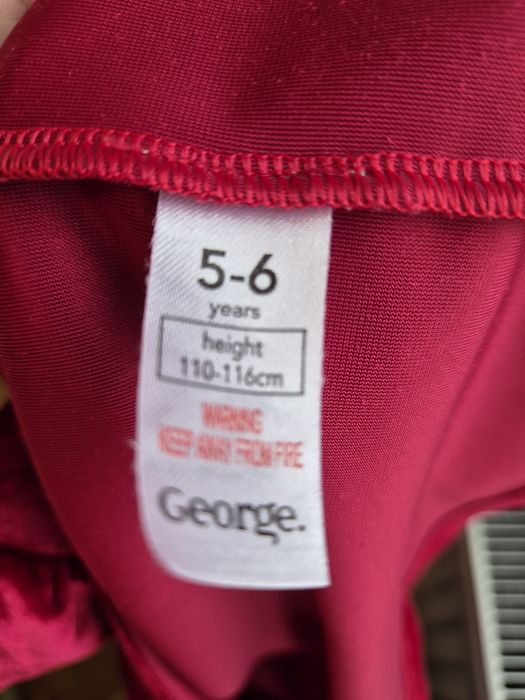 5-6
years
height
110-116cm
WARNING
KEEP AWAY FROM FIRE
George.